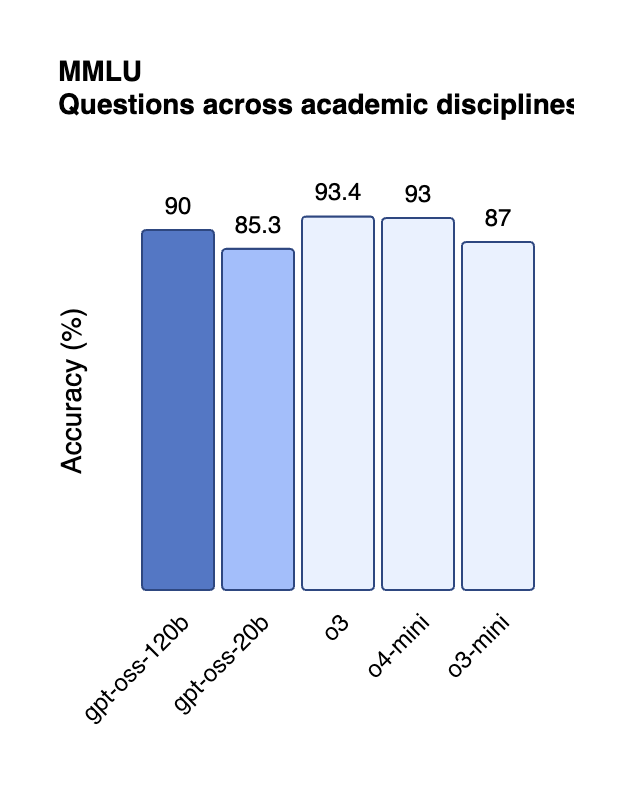 MMLU
Questions across academic disciplines
93.4
93
90
87
85.3
Accuracy (%)
gpt-oss-120b
gpt-oss-20b
o3
o4-mini
o3-mini